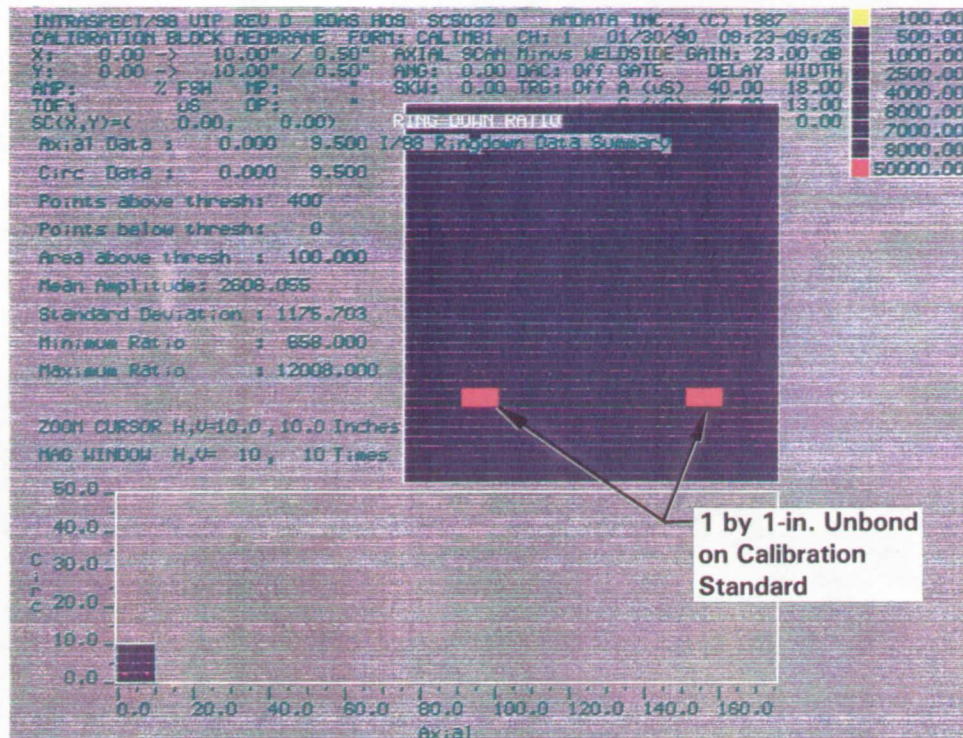 INTRASPECT/98 VIP REV D RDAS H09 SC5032 D AMDATA INC., (C) 1987
CALIBRATION BLOCK MEMBRANE FORM: CALIMB1 CH: 1 01/30/90 09:23-09:25
X: 0.00 -> 10.00" / 0.50" AXIAL SCAN Minus WELDSIDE GAIN: 23.00 dB
Y: 0.00 -> 10.00" / 0.50" ANG: 0.00 DAC: Off GATE DELAY WIDTH
AMP: % FSH MP: " SKW: 0.00 TRG: Off A (uS) 40.00 18.00
TOF: uS DP: " 45.00 13.00
SC(X,Y)=( 0.00, 0.00) RING-DOWN RATIO 0.00
Axial Data : 0.000 9.500 I/98 Ringdown Data Summary
Circ Data : 0.000 9.500
Points above thresh: 400
Points below thresh: 0
Area above thresh : 100.000
Mean Amplitude: 2608.055
Standard Deviation : 1175.703
Minimum Ratio : 658.000
Maximum Ratio : 12008.000
ZOOM CURSOR H,V=10.0 ,10.0 Inches
MAG WINDOW H,V= 10, 10 Times
100.00
500.00
1000.00
2500.00
4000.00
6000.00
7000.00
8000.00
50000.00
1 by 1-in. Unbond
on Calibration
Standard
50.0
40.0
30.0
20.0
10.0
0.0
Circ
0.0 20.0 40.0 60.0 80.0 100.0 120.0 140.0 160.0
Axial